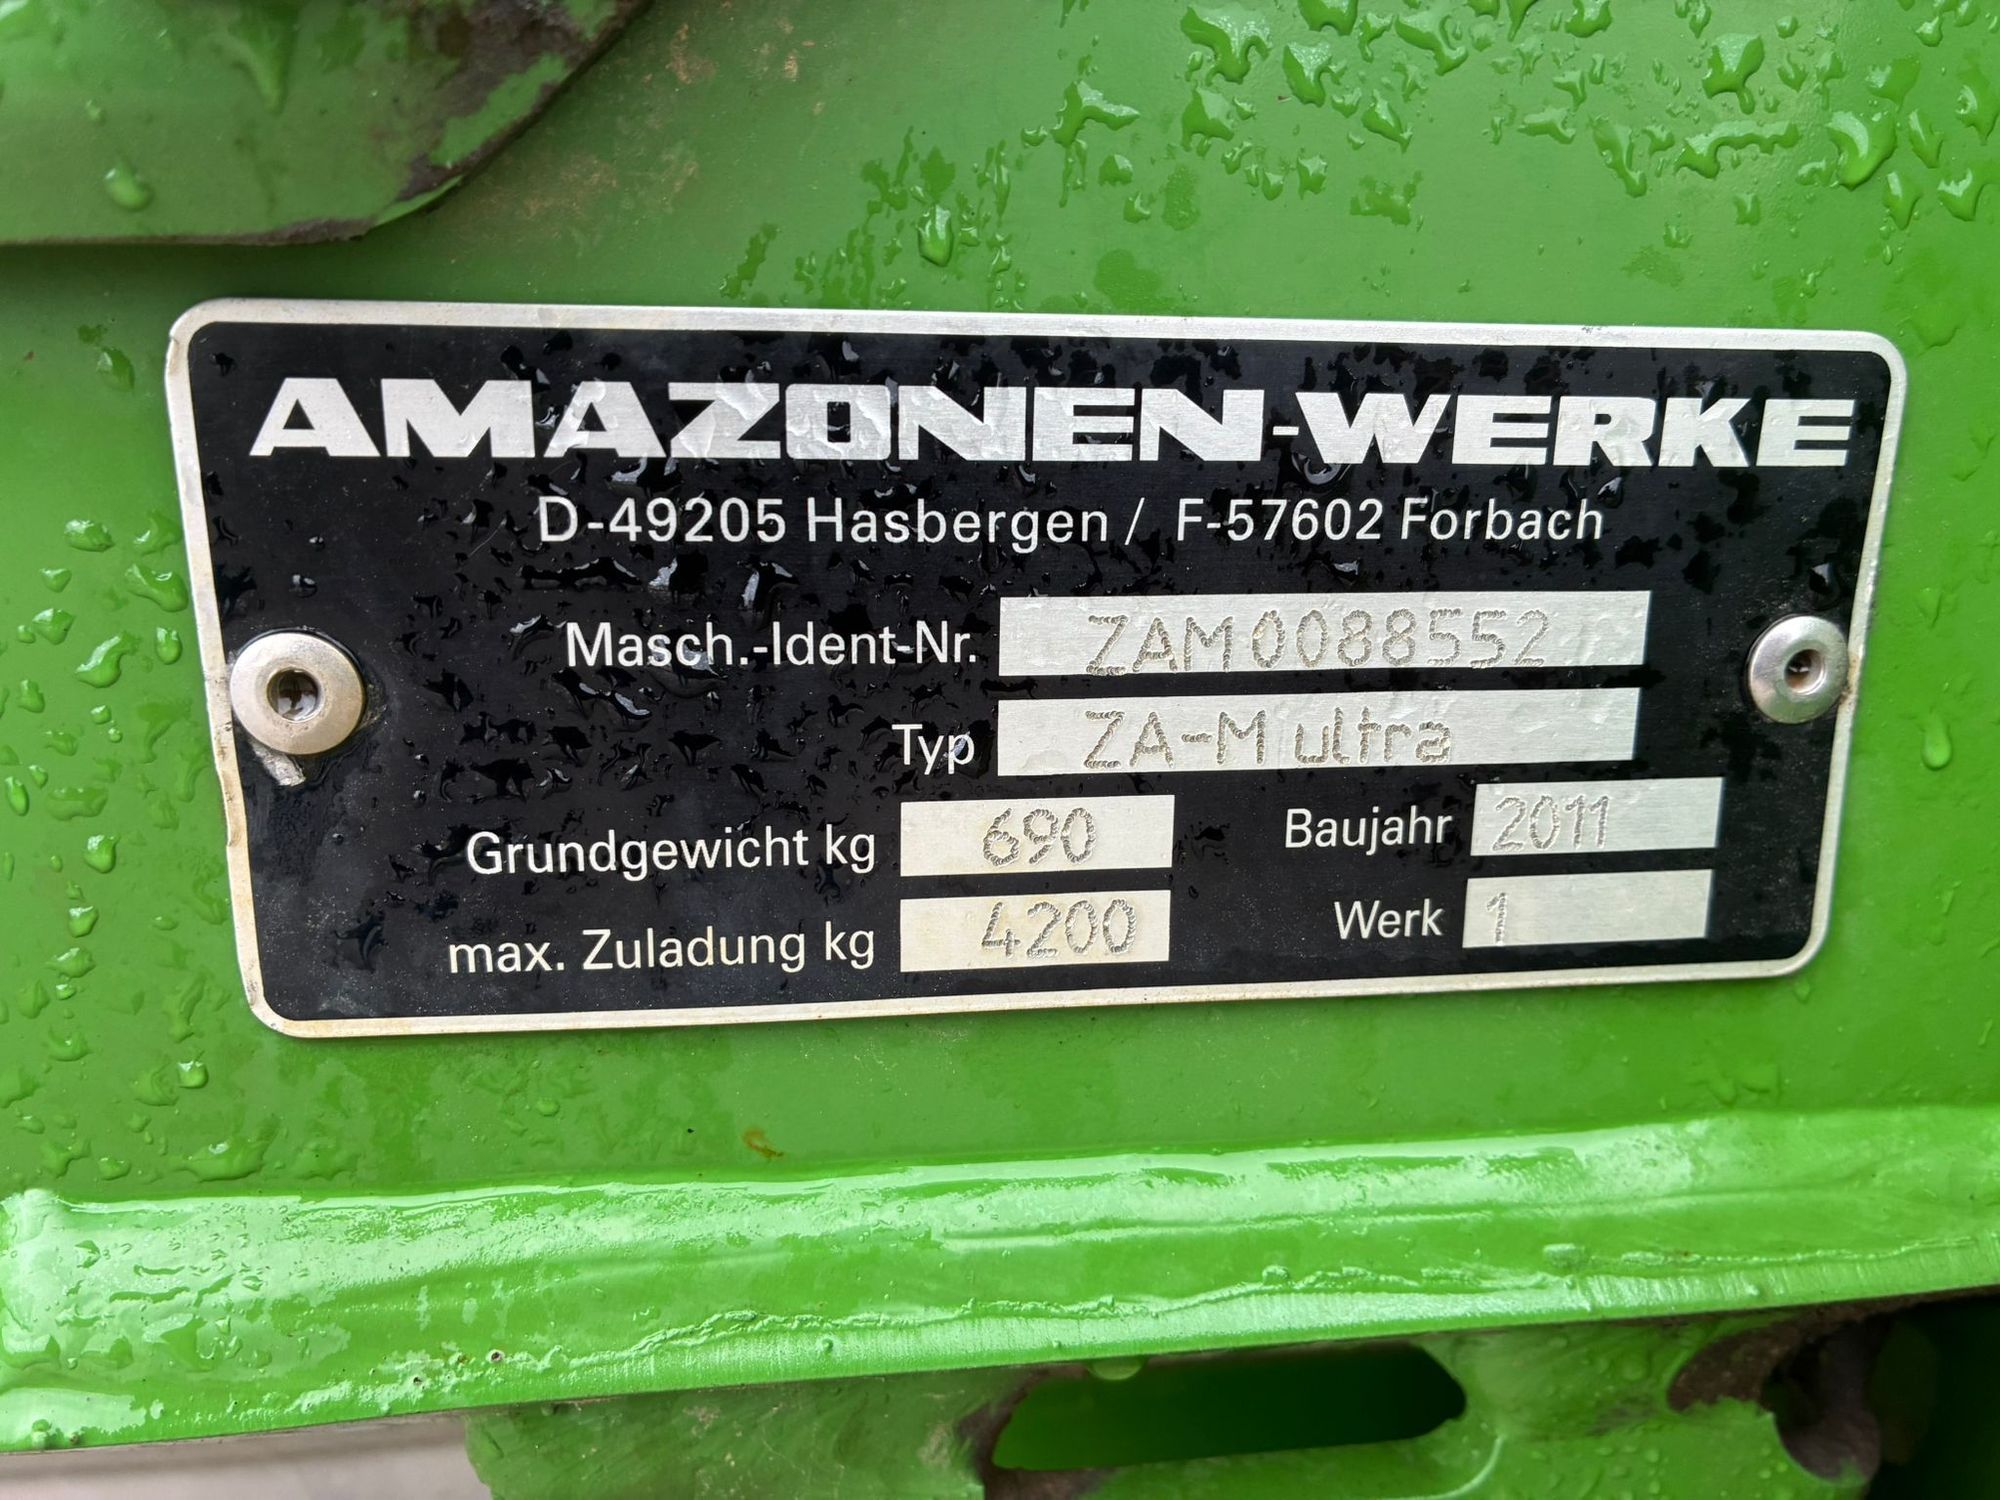 AMAZONEN-WERKE
D-49205 Hasbergen / F-57602 Forbach
Masch.-Ident-Nr. ZAM0088552
Typ ZA-M ultra
Grundgewicht kg 690 Baujahr 2011
max. Zuladung kg 4200 Werk 1